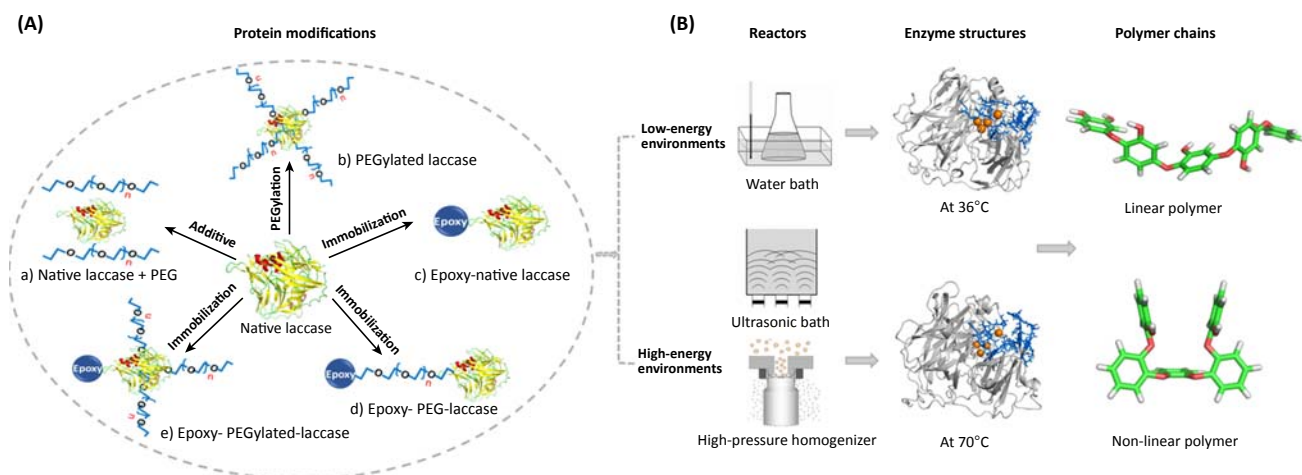 (A)
Protein modifications
n
n
n
n
b) PEGylated laccase
PEGylation
n
Additive
Immobilization
Epoxy
n
a) Native laccase + PEG
c) Epoxy-native laccase
Native laccase
Immobilization
Immobilization
n
Epoxy
n
n
Epoxy
n
d) Epoxy- PEG-laccase
e) Epoxy- PEGylated-laccase
(B)
Reactors
Enzyme structures
Polymer chains
Low-energy
environments
Water bath
At 36°C
Linear polymer
Ultrasonic bath
High-energy
environments
High-pressure homogenizer
At 70°C
Non-linear polymer